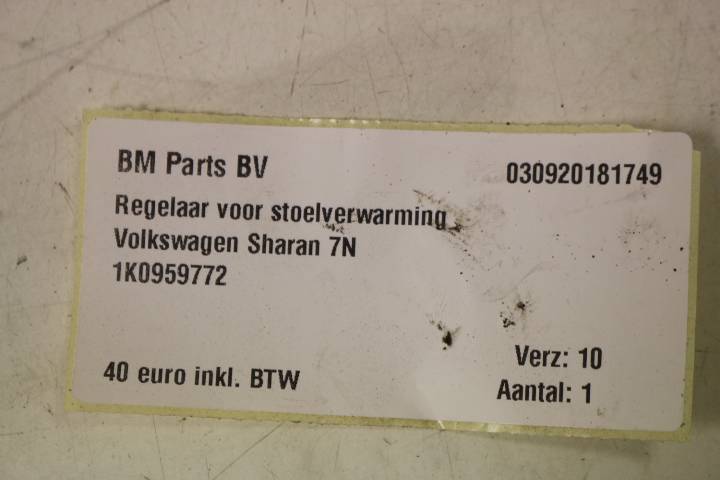 BM Parts BV 030920181749
Regelaar voor stoelverwarming
Volkswagen Sharan 7N
1K0959772
Verz: 10
40 euro inkl. BTW Aantal: 1